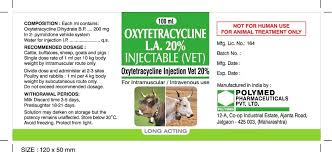 COMPOSITION : Each ml contains:
Oxytetracycline Dihydrate B.P. ... 200 mg
In 2- pyrrolidone vehicle system
Water for injection I.P. .......... q.s.
RECOMMENDED DOSAGE :
Cattle, buffaloes, sheep, goats and pigs :
Single dose rate of 1 ml per 10 kg body
weight intramuscular route only.
Divide dose and administer at 2-3 sites
Poultry and rabbits : 1 ml per 4 kg body
weight by subcutaneous route only.
Do not exceed recommended dosage
WITHDRAWAL PERIODS:
Milk Discard time 3-5 days,
Preslaughter 10-21 days.
Solution may darken on storage but the
potency remains unaffected. Store below 30°C.
Avoid freezing. Protect from light.
100 ml
OXYTETRACYCLINE
L.A. 20%
INJECTABLE (VET)
Oxytetracycline Injection Vet 20%
For Intramuscular / Intravenous use
LONG ACTING
NOT FOR HUMAN USE
FOR ANIMAL TREATMENT ONLY
Mfg. Lic. No.: 164
Batch No. :
Mfg. Date :
Exp. Date :
Manufactured by :
POLYMED
PHARMACEUTICALS
PVT. LTD.
12-A, Co-op Industrial Estate, Ajanta Road,
Jalgaon - 425 003, (Maharashtra)
SIZE : 120 x 50 mm